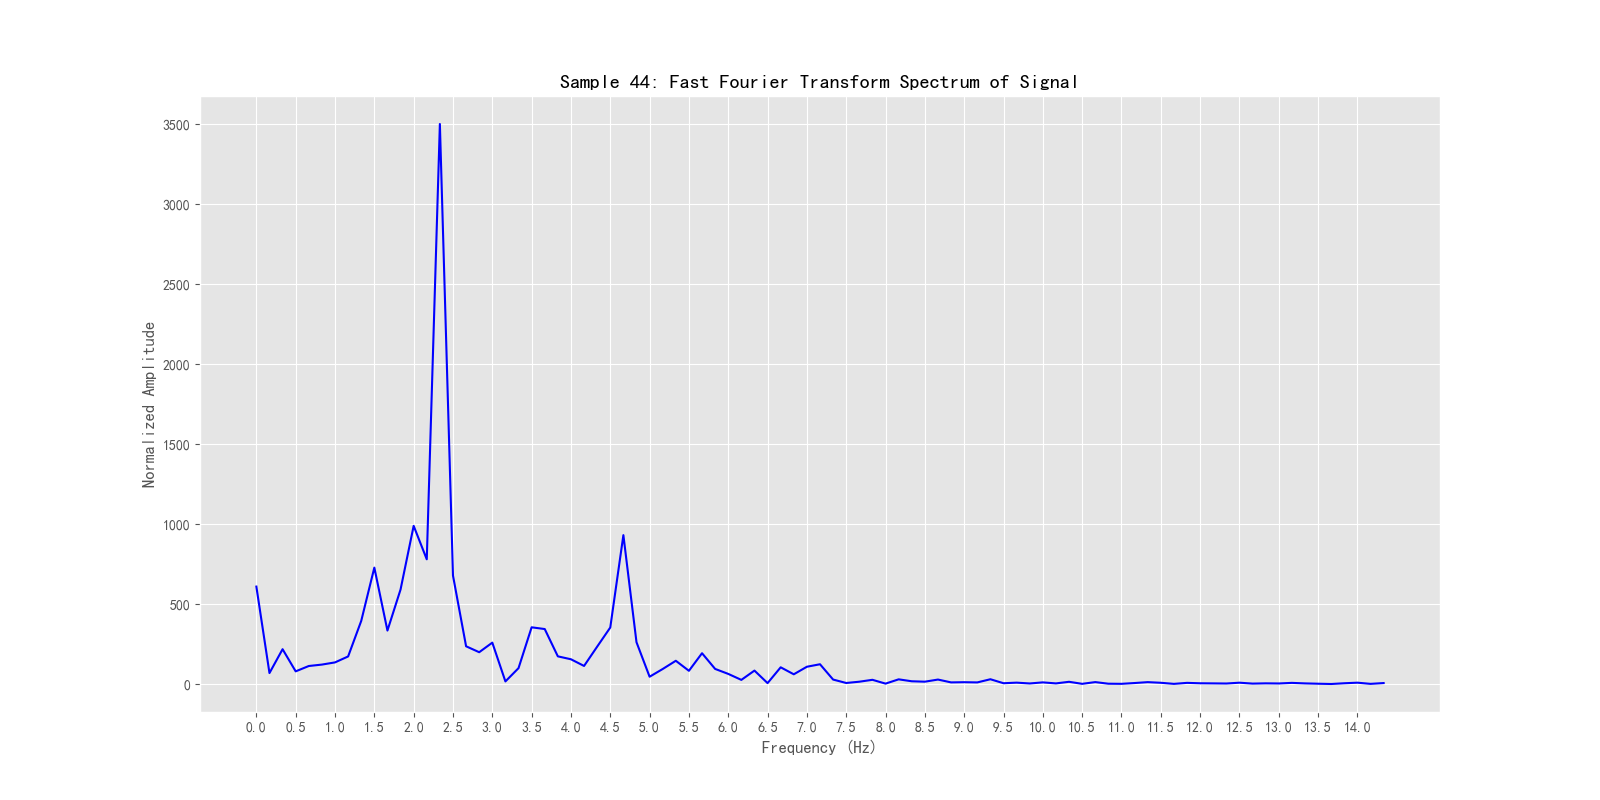 Sample 44: Fast Fourier Transform Spectrum of Signal
3500
3000
2500
2000
1500
1000
500
0
Normalized Amplitude
0.0 0.5 1.0 1.5 2.0 2.5 3.0 3.5 4.0 4.5 5.0 5.5 6.0 6.5 7.0 7.5 8.0 8.5 9.0 9.5 10.0 10.5 11.0 11.5 12.0 12.5 13.0 13.5 14.0
Frequency (Hz)